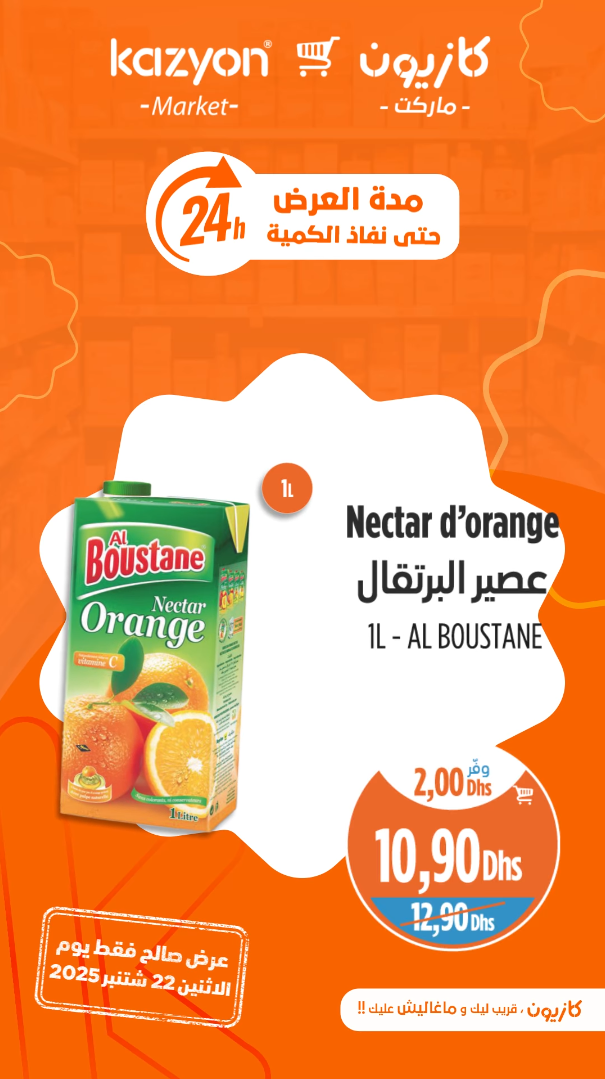 kazyon®
كازيون
-Market-
- ماركت -
24h
مدة العرض
حتى نفاذ الكمية
1L
Nectar d'orange
عصير البرتقال
1L - AL BOUSTANE
AL
Boustane
Nectar
Orange
vitamine C
1 Litre
وفّر
2,00 Dhs
10,90 Dhs
12,90 Dhs
عرض صالح فقط يوم
الاثنين 22 شتنبر 2025
كازيون ، قريب ليك و ماغاليش عليك !!